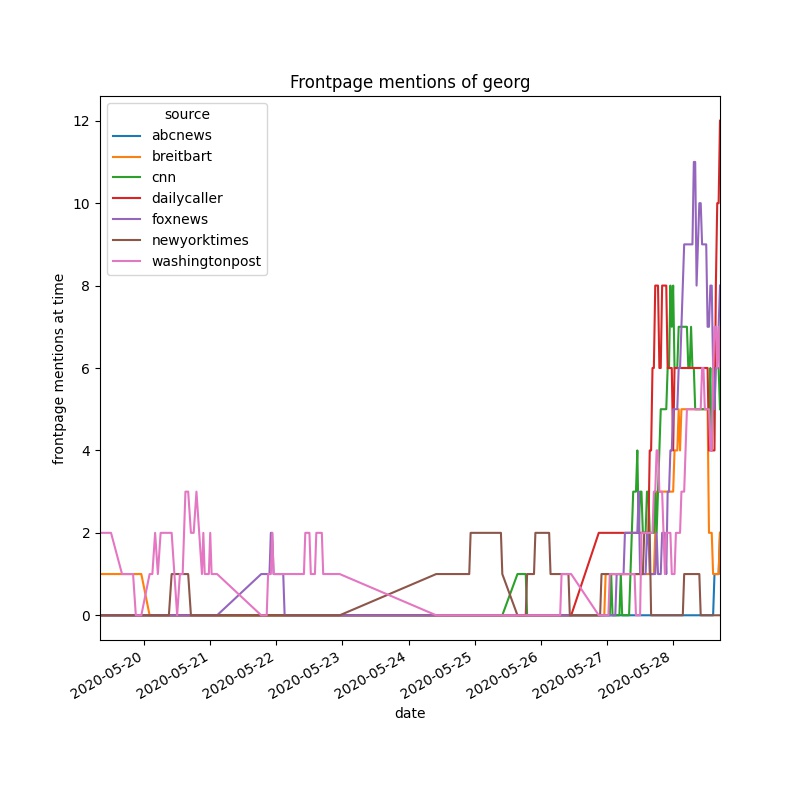 Frontpage mentions of georg
source
abcnews
breitbart
cnn
dailycaller
foxnews
newyorktimes
washingtonpost
frontpage mentions at time
12
10
8
6
4
2
0
2020-05-20
2020-05-21
2020-05-22
2020-05-23
2020-05-24
2020-05-25
2020-05-26
2020-05-27
2020-05-28
date